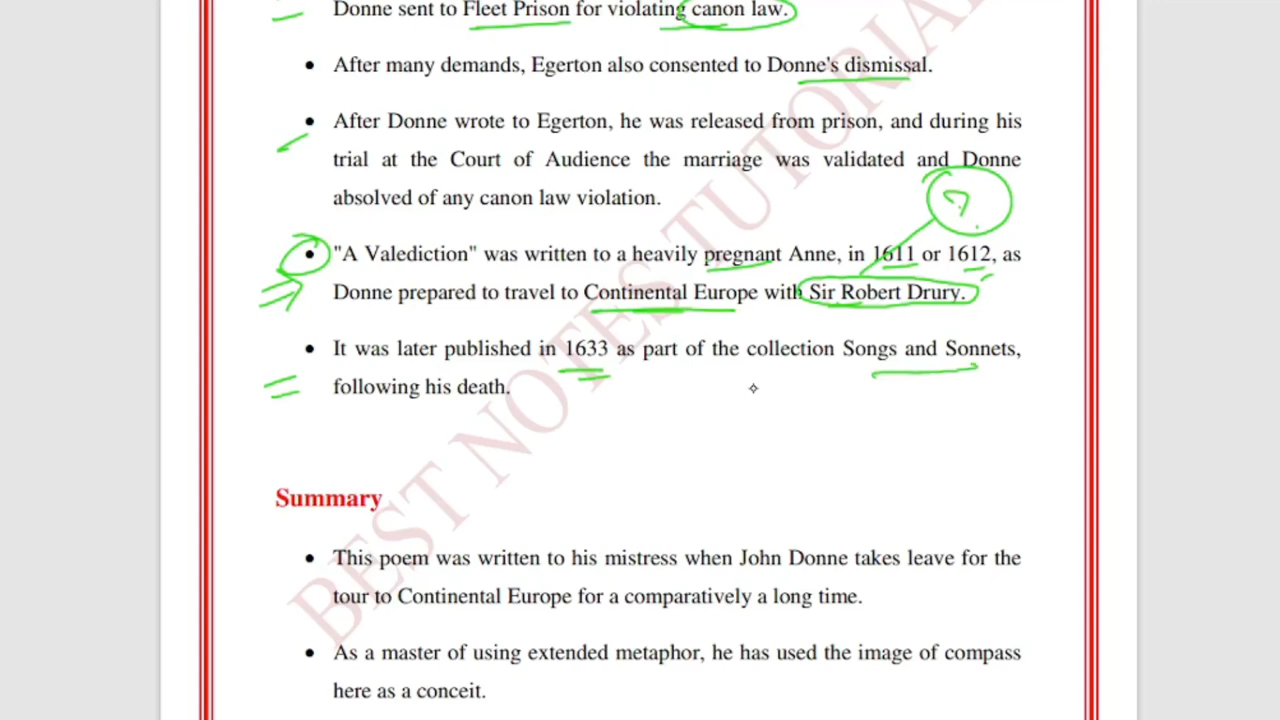 Donne sent to Fleet Prison for violating canon law.
• After many demands, Egerton also consented to Donne's dismissal.
• After Donne wrote to Egerton, he was released from prison, and during his
trial at the Court of Audience the marriage was validated and Donne
absolved of any canon law violation.
?
• "A Valediction" was written to a heavily pregnant Anne, in 1611 or 1612, as
Donne prepared to travel to Continental Europe with Sir Robert Drury.
• It was later published in 1633 as part of the collection Songs and Sonnets,
following his death.
Summary
• This poem was written to his mistress when John Donne takes leave for the
tour to Continental Europe for a comparatively a long time.
• As a master of using extended metaphor, he has used the image of compass
here as a conceit.
BEST NOTES TUTORIAL